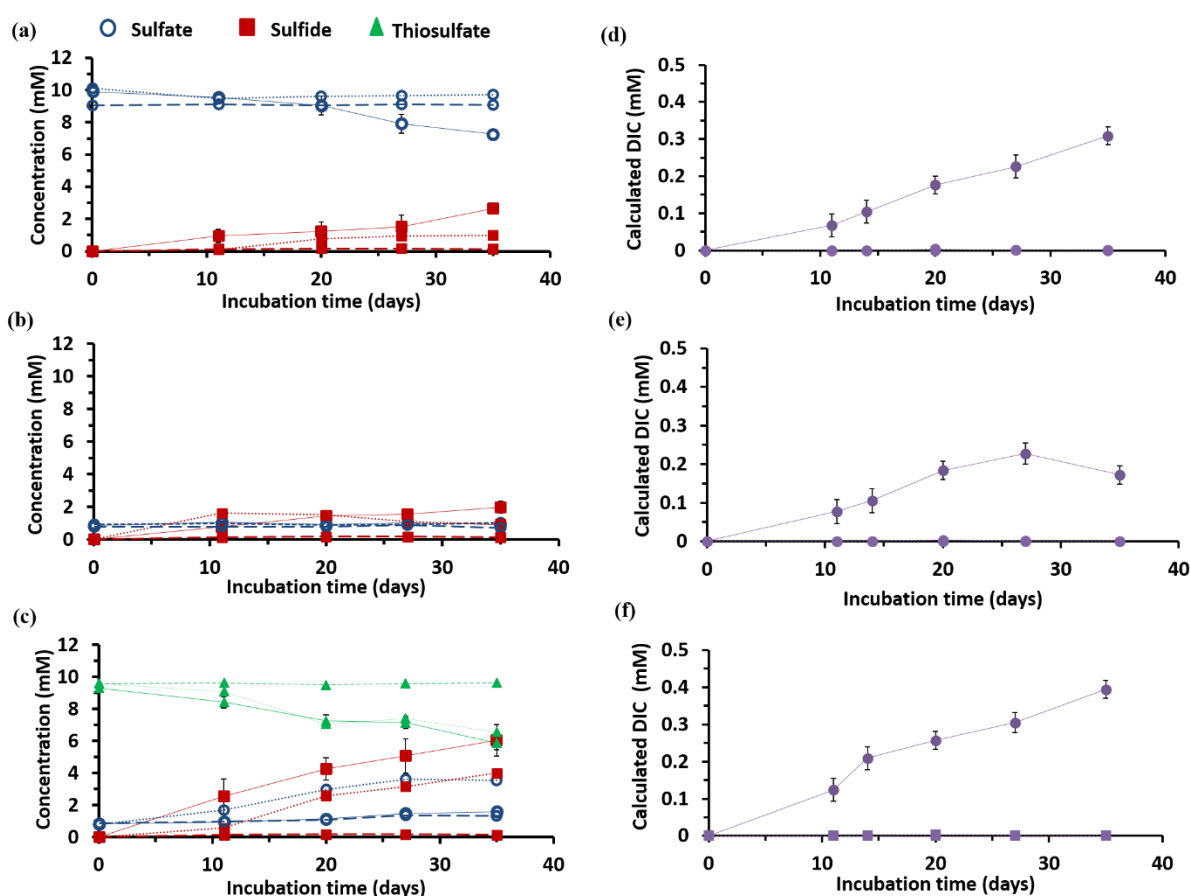 (a)
Sulfate Sulfide Thiosulfate
Concentration (mM)
12
10
8
6
4
2
0
0 10 20 30 40
Incubation time (days)
(b)
Concentration (mM)
12
10
8
6
4
2
0
0 10 20 30 40
Incubation time (days)
(c)
Concentration (mM)
12
10
8
6
4
2
0
0 10 20 30 40
Incubation time (days)
(d)
Calculated DIC (mM)
0.5
0.4
0.3
0.2
0.1
0
0 10 20 30 40
Incubation time (days)
(e)
Calculated DIC (mM)
0.5
0.4
0.3
0.2
0.1
0
0 10 20 30 40
Incubation time (days)
(f)
Calculated DIC (mM)
0.5
0.4
0.3
0.2
0.1
0
0 10 20 30 40
Incubation time (days)